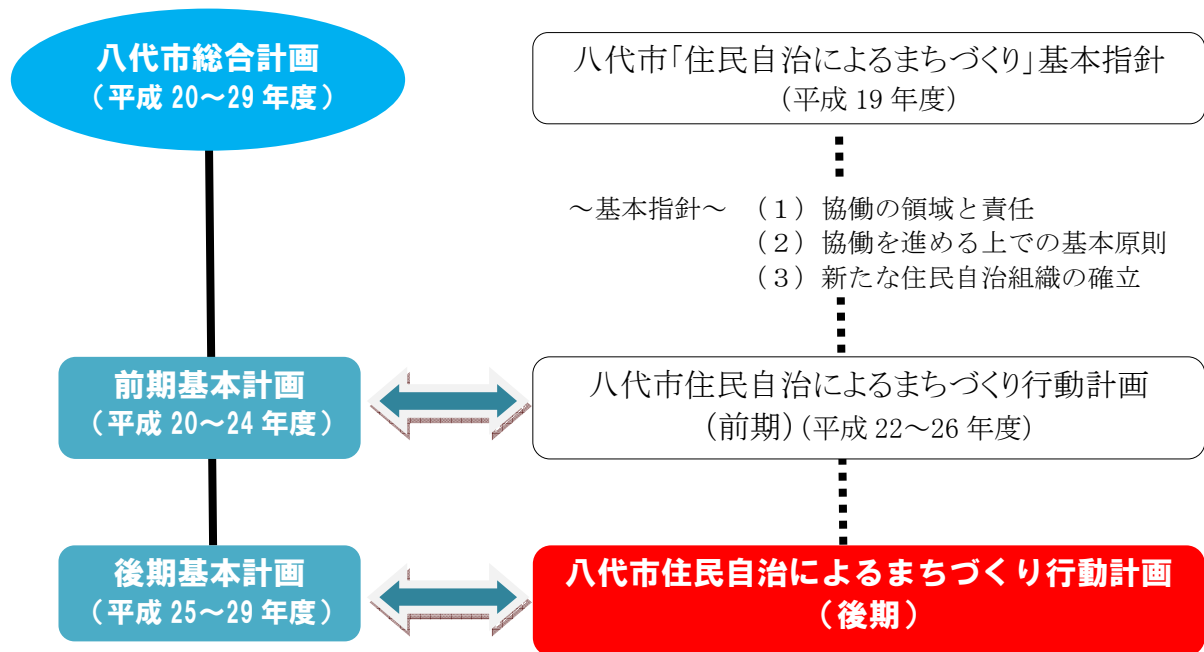 八代市総合計画
（平成 20～29 年度）
八代市「住民自治によるまちづくり」基本指針
(平成 19 年度)
～基本指針～ （１）協働の領域と責任
（２）協働を進める上での基本原則
（３）新たな住民自治組織の確立
前期基本計画
（平成 20～24 年度）
八代市住民自治によるまちづくり行動計画
(前期)(平成 22～26 年度)
後期基本計画
（平成 25～29 年度）
八代市住民自治によるまちづくり行動計画
（後期）